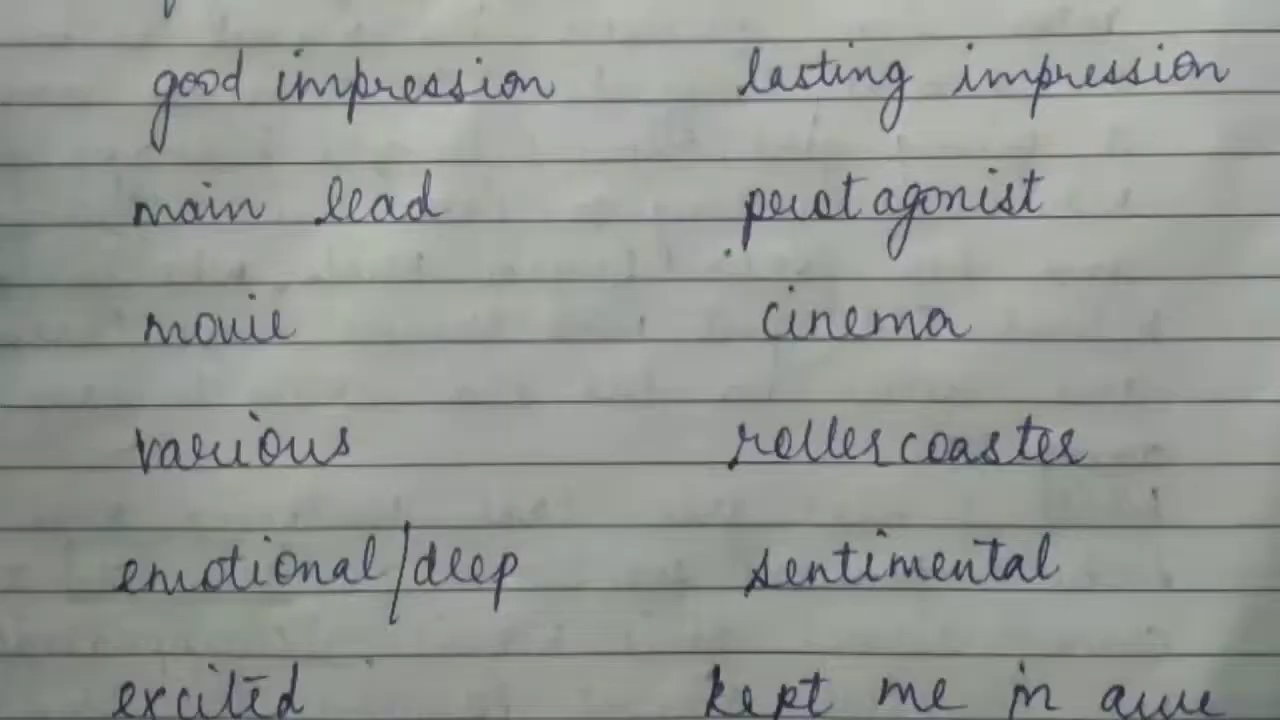 good impression lasting impression
main lead protagonist
movie cinema
various rollercoaster
emotional/deep sentimental
excited kept me in awe